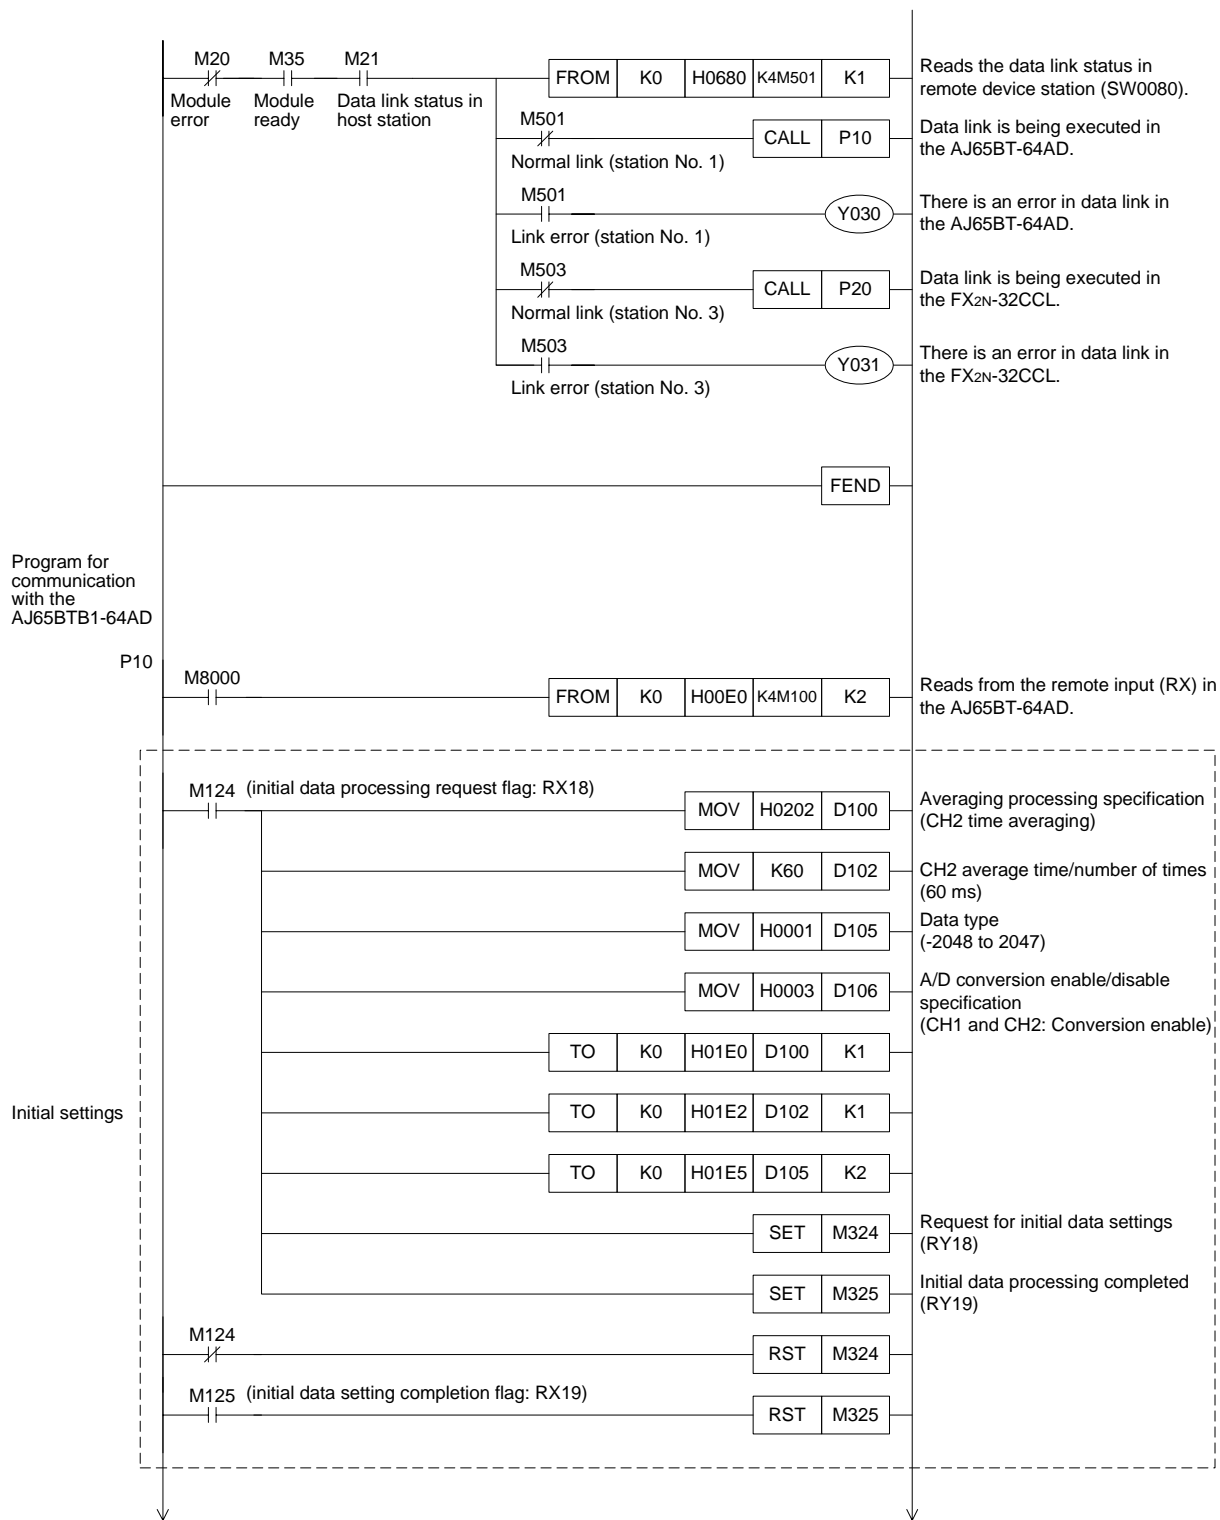 M20 M35 M21
Module error
Module ready
Data link status in host station
FROM K0 H0680 K4M501 K1
Reads the data link status in
remote device station (SW0080).
M501
Normal link (station No. 1)
CALL P10
Data link is being executed in
the AJ65BT-64AD.
M501
Link error (station No. 1)
Y030
There is an error in data link in
the AJ65BT-64AD.
M503
Normal link (station No. 3)
CALL P20
Data link is being executed in
the FX2N-32CCL.
M503
Link error (station No. 3)
Y031
There is an error in data link in
the FX2N-32CCL.
FEND
Program for
communication
with the
AJ65BTB1-64AD
P10
M8000
FROM K0 H00E0 K4M100 K2
Reads from the remote input (RX) in
the AJ65BT-64AD.
Initial settings
M124 (initial data processing request flag: RX18)
MOV H0202 D100
Averaging processing specification
(CH2 time averaging)
MOV K60 D102
CH2 average time/number of times
(60 ms)
MOV H0001 D105
Data type
(-2048 to 2047)
MOV H0003 D106
A/D conversion enable/disable
specification
(CH1 and CH2: Conversion enable)
TO K0 H01E0 D100 K1
TO K0 H01E2 D102 K1
TO K0 H01E5 D105 K2
SET M324
Request for initial data settings
(RY18)
SET M325
Initial data processing completed
(RY19)
M124
RST M324
M125 (initial data setting completion flag: RX19)
RST M325